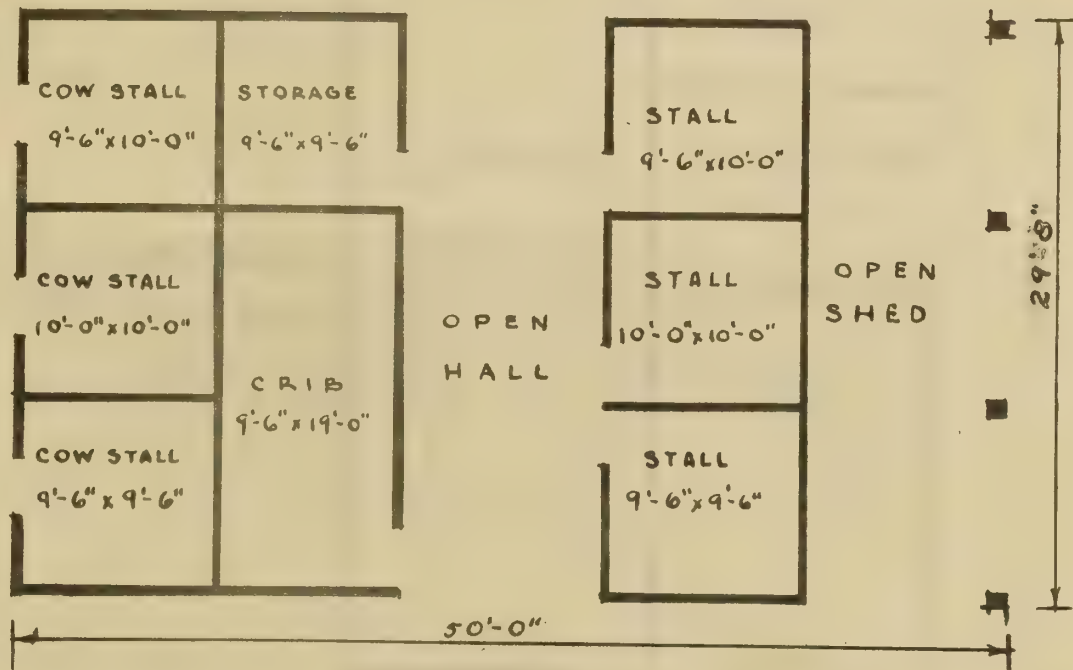 COW STALL
9'-6"x10'-0"
STORAGE
9'-6"x9'-6"
STALL
9'-6"x10'-0"
COW STALL
10'-0"x10'-0"
OPEN
HALL
STALL
10'-0"x10'-0"
OPEN
SHED
29'-8"
CRIB
9'-6"x19'-0"
COW STALL
9'-6"x9'-6"
STALL
9'-6"x9'-6"
50'-0"